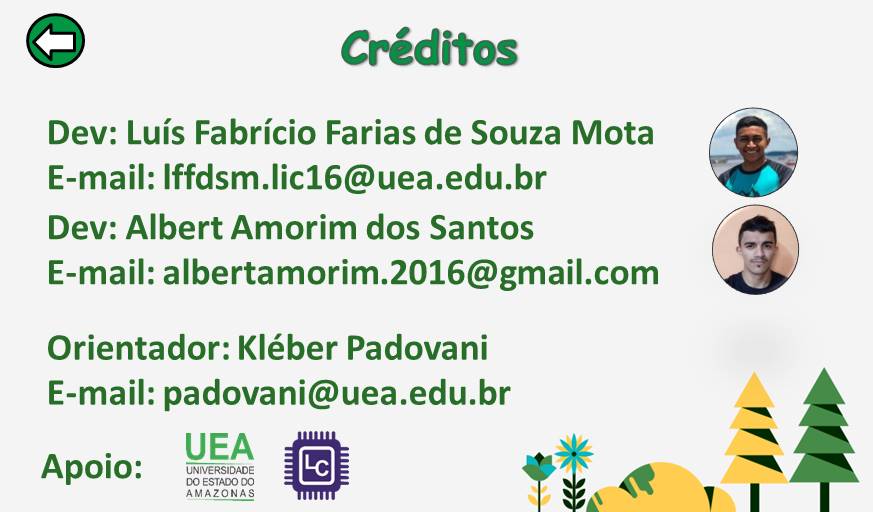 Créditos
Dev: Luís Fabrício Farias de Souza Mota
E-mail: lffdsm.lic16@uea.edu.br
Dev: Albert Amorim dos Santos
E-mail: albertamorim.2016@gmail.com
Orientador: Kléber Padovani
E-mail: padovani@uea.edu.br
Apoio:
UEA
UNIVERSIDADE
DO ESTADO DO
AMAZONAS
LC